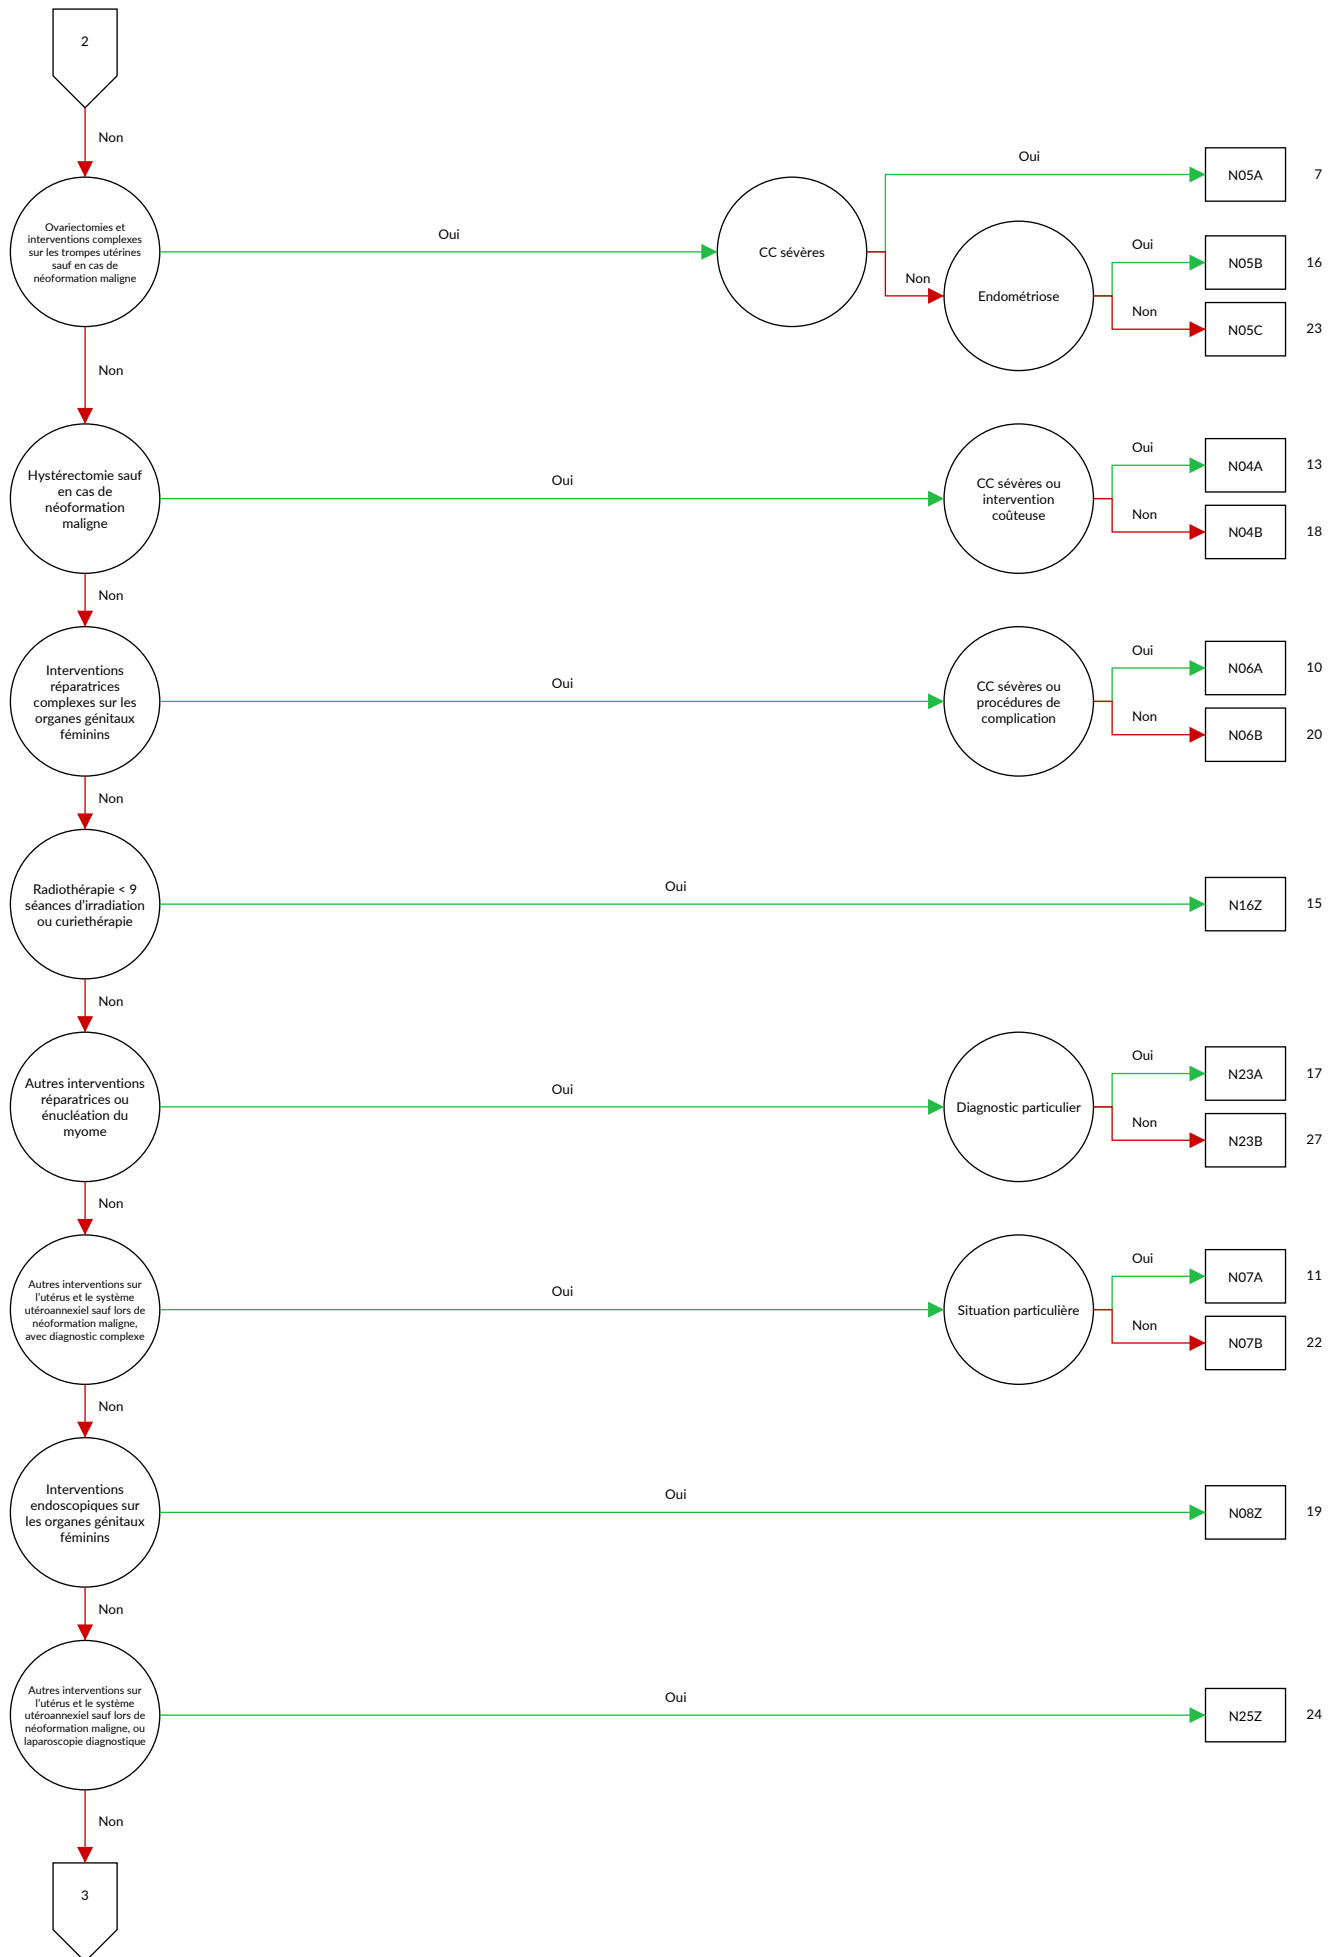 2
Non
Ovariectomies et
interventions complexes
sur les trompes utérines
sauf en cas de
néoformation maligne
Oui
CC sévères
Oui
N05A
7
Non
Endométriose
Oui
N05B
16
Non
N05C
23
Non
Hystérectomie sauf
en cas de
néoformation
maligne
Oui
CC sévères ou
intervention
coûteuse
Oui
N04A
13
Non
N04B
18
Non
Interventions
réparatrices
complexes sur les
organes génitaux
féminins
Oui
CC sévères ou
procédures de
complication
Oui
N06A
10
Non
N06B
20
Non
Radiothérapie < 9
séances d'irradiation
ou curiethérapie
Oui
N16Z
15
Non
Autres interventions
réparatrices ou
énucléation du
myome
Oui
Diagnostic particulier
Oui
N23A
17
Non
N23B
27
Non
Autres interventions sur
l'utérus et le système
utéroannexiel sauf lors de
néoformation maligne,
avec diagnostic complexe
Oui
Situation particulière
Oui
N07A
11
Non
N07B
22
Non
Interventions
endoscopiques sur
les organes génitaux
féminins
Oui
N08Z
19
Non
Autres interventions sur
l'utérus et le système
utéroannexiel sauf lors de
néoformation maligne, ou
laparoscopie diagnostique
Oui
N25Z
24
Non
3